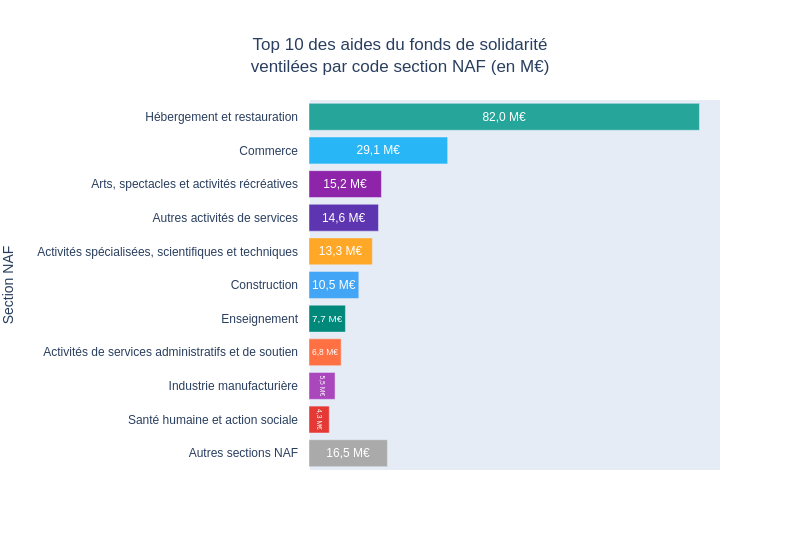 Top 10 des aides du fonds de solidarité
ventilées par code section NAF (en M€)
Section NAF
Hébergement et restauration 82,0 M€
Commerce 29,1 M€
Arts, spectacles et activités récréatives 15,2 M€
Autres activités de services 14,6 M€
Activités spécialisées, scientifiques et techniques 13,3 M€
Construction 10,5 M€
Enseignement 7,7 M€
Activités de services administratifs et de soutien 6,8 M€
Industrie manufacturière 5,5 M€
Santé humaine et action sociale 4,3 M€
Autres sections NAF 16,5 M€